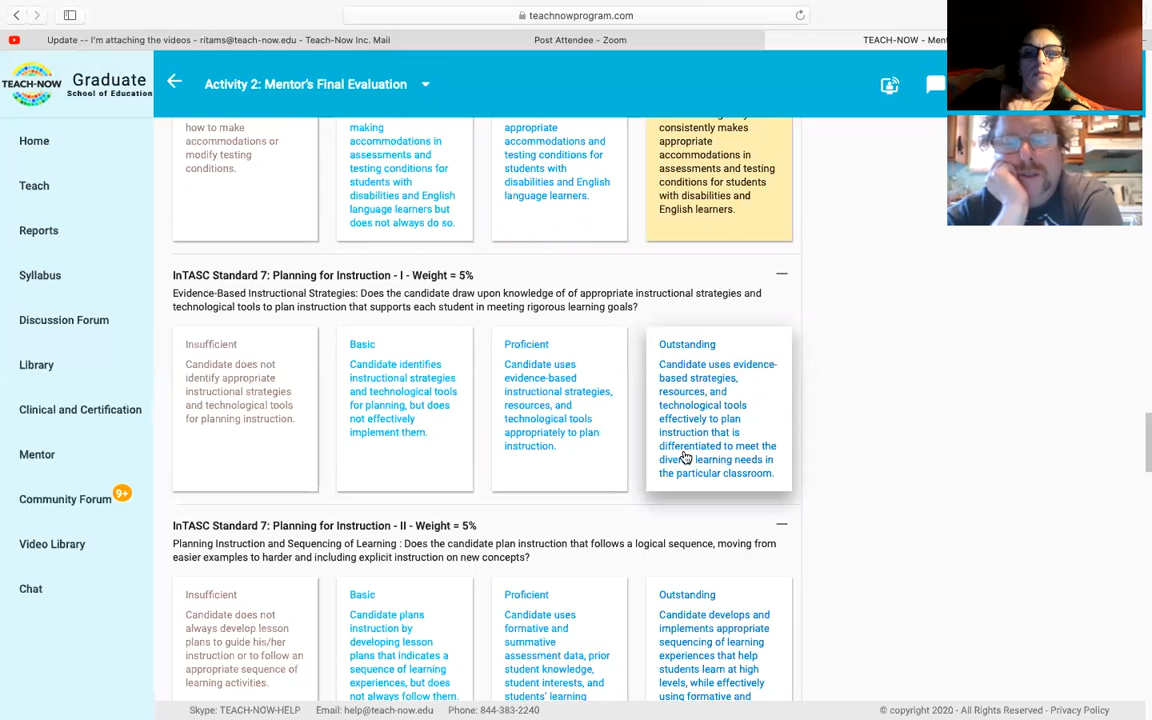 teachnowprogram.com
Update -- I'm attaching the videos - ritams@teach-now.edu - Teach-Now Inc. Mail
Post Attendee - Zoom
TEACH-NOW - Ment
TEACH-NOW
Graduate
School of Education
Activity 2: Mentor's Final Evaluation
Home
Teach
Reports
Syllabus
Discussion Forum
Library
Clinical and Certification
Mentor
Community Forum
9+
Video Library
Chat
how to make
accommodations or
modify testing
conditions.
making
accommodations in
assessments and
testing conditions for
students with
disabilities and English
language learners but
does not always do so.
appropriate
accommodations and
testing conditions for
students with
disabilities and English
language learners.
consistently makes
appropriate
accommodations in
assessments and testing
conditions for students
with disabilities and
English learners.
InTASC Standard 7: Planning for Instruction - I - Weight = 5%
Evidence-Based Instructional Strategies: Does the candidate draw upon knowledge of of appropriate instructional strategies and
technological tools to plan instruction that supports each student in meeting rigorous learning goals?
Insufficient
Candidate does not
identify appropriate
instructional strategies
and technological tools
for planning instruction.
Basic
Candidate identifies
instructional strategies
and technological tools
for planning, but does
not effectively
implement them.
Proficient
Candidate uses
evidence-based
instructional strategies,
resources, and
technological tools
appropriately to plan
instruction.
Outstanding
Candidate uses evidence-
based strategies,
resources, and
technological tools
effectively to plan
instruction that is
differentiated to meet the
diverse learning needs in
the particular classroom.
InTASC Standard 7: Planning for Instruction - II - Weight = 5%
Planning Instruction and Sequencing of Learning : Does the candidate plan instruction that follows a logical sequence, moving from
easier examples to harder and including explicit instruction on new concepts?
Insufficient
Candidate does not
always develop lesson
plans to guide his/her
instruction or to follow an
appropriate sequence of
learning activities.
Basic
Candidate plans
instruction by
developing lesson
plans that indicates a
sequence of learning
experiences, but does
not always follow them.
Proficient
Candidate uses
formative and
summative
assessment data, prior
student knowledge,
student interests, and
students' learning
Outstanding
Candidate develops and
implements appropriate
sequencing of learning
experiences that help
students learn at high
levels, while effectively
using formative and
Skype: TEACH-NOW-HELP Email: help@teach-now.edu Phone: 844-383-2240
© copyright 2020 - All Rights Reserved - Privacy Policy